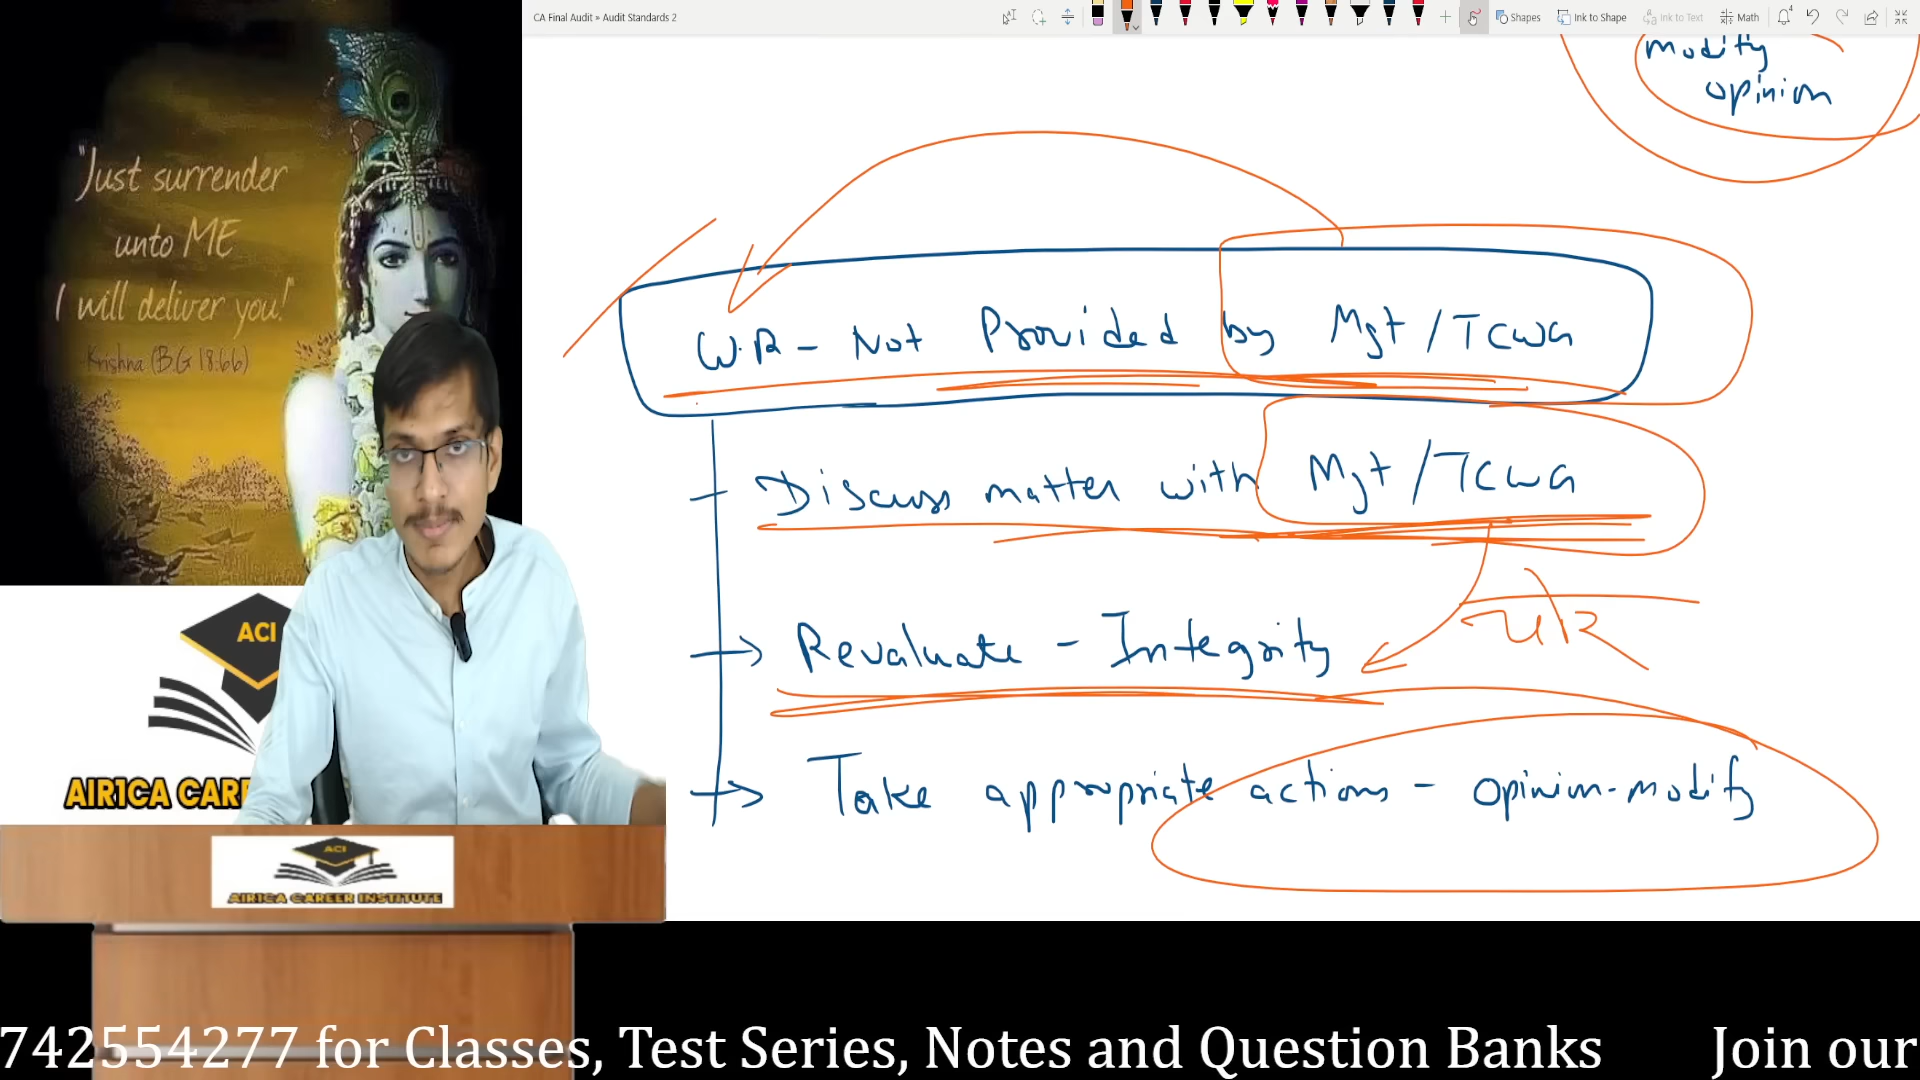 CA Final Audit » Audit Standards 2
Shapes
Ink to Shape
Ink to Text
Math
modify
opinion
"Just surrender
unto ME
I will deliver you!"
Krishna (B.G 18:66)
W.R - Not Provided by Mgt / TCWG
Discuss matter with Mgt / TCWG
Revaluate - Integrity
Take appropriate actions - opinion-modify
ACI
AIR1CA CARE
ACI
AIR1CA CAREER INSTITUTE
742554277 for Classes, Test Series, Notes and Question Banks
Join our